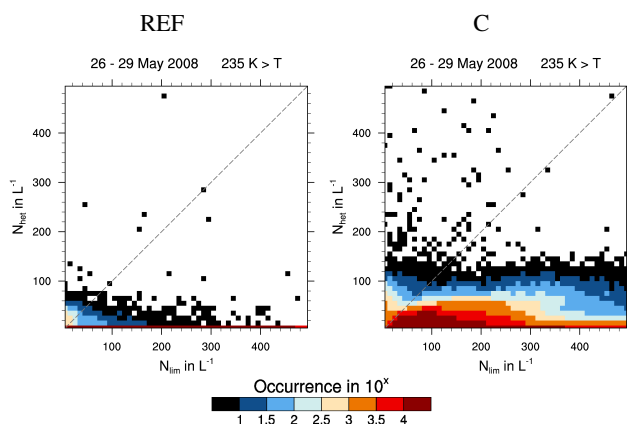 REF C
26 - 29 May 2008 235 K > T 26 - 29 May 2008 235 K > T
400 400
300 300
N_het in L⁻¹ N_het in L⁻¹
200 200
100 100
100 200 300 400 100 200 300 400
N_lim in L⁻¹ N_lim in L⁻¹
Occurrence in 10ˣ
1 1.5 2 2.5 3 3.5 4